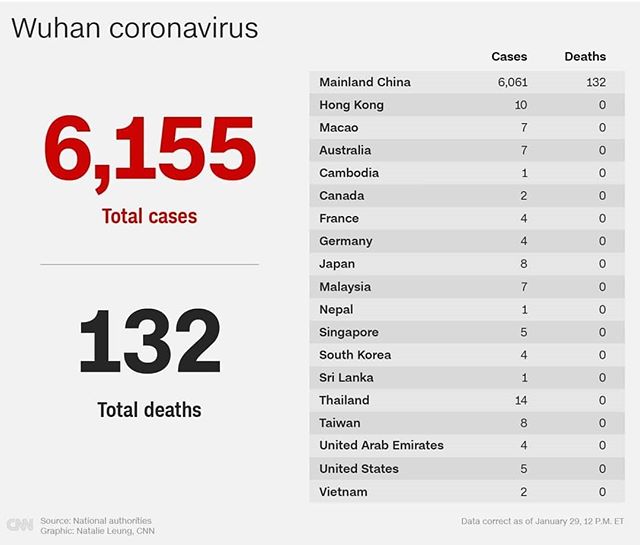 Wuhan coronavirus
6,155
Total cases
132
Total deaths
Cases Deaths
Mainland China 6,061 132
Hong Kong 10 0
Macao 7 0
Australia 7 0
Cambodia 1 0
Canada 2 0
France 4 0
Germany 4 0
Japan 8 0
Malaysia 7 0
Nepal 1 0
Singapore 5 0
South Korea 4 0
Sri Lanka 1 0
Thailand 14 0
Taiwan 8 0
United Arab Emirates 4 0
United States 5 0
Vietnam 2 0
CNN
Source: National authorities
Graphic: Natalie Leung, CNN
Data correct as of January 29, 12 P.M. ET